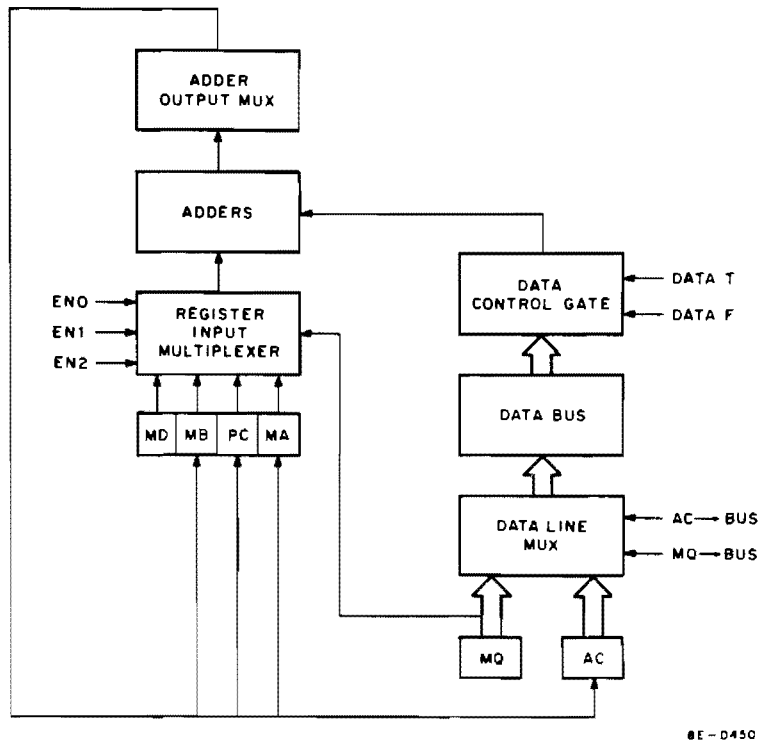 ADDER
OUTPUT MUX
ADDERS
EN0
EN1
EN2
REGISTER
INPUT
MULTIPLEXER
MD MB PC MA
DATA
CONTROL GATE
DATA T
DATA F
DATA BUS
DATA LINE
MUX
AC→BUS
MQ→BUS
MQ
AC
8E-0450